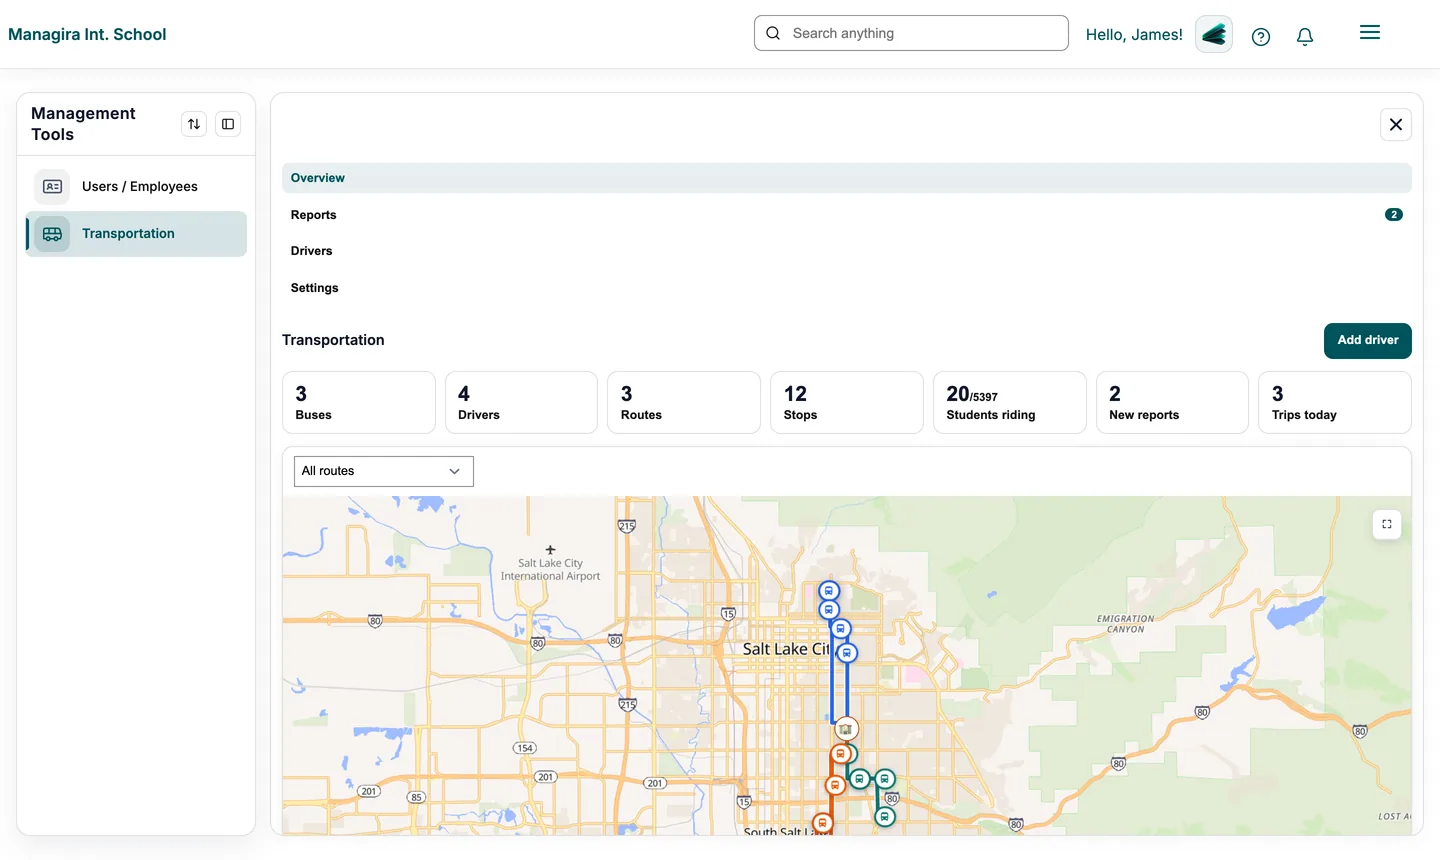 Managira Int. School
Search anything
Hello, James!
Management
Tools
Users / Employees
Transportation
Overview
Reports
2
Drivers
Settings
Transportation
Add driver
3
Buses
4
Drivers
3
Routes
12
Stops
20/5397
Students riding
2
New reports
3
Trips today
All routes
215
Salt Lake City
International Airport
80
15
80
80
EMIGRATION
CANYON
Salt Lake Cit
215
80
80
154
80
201
201
201
85
15
80
80
South Salt La
LOST A